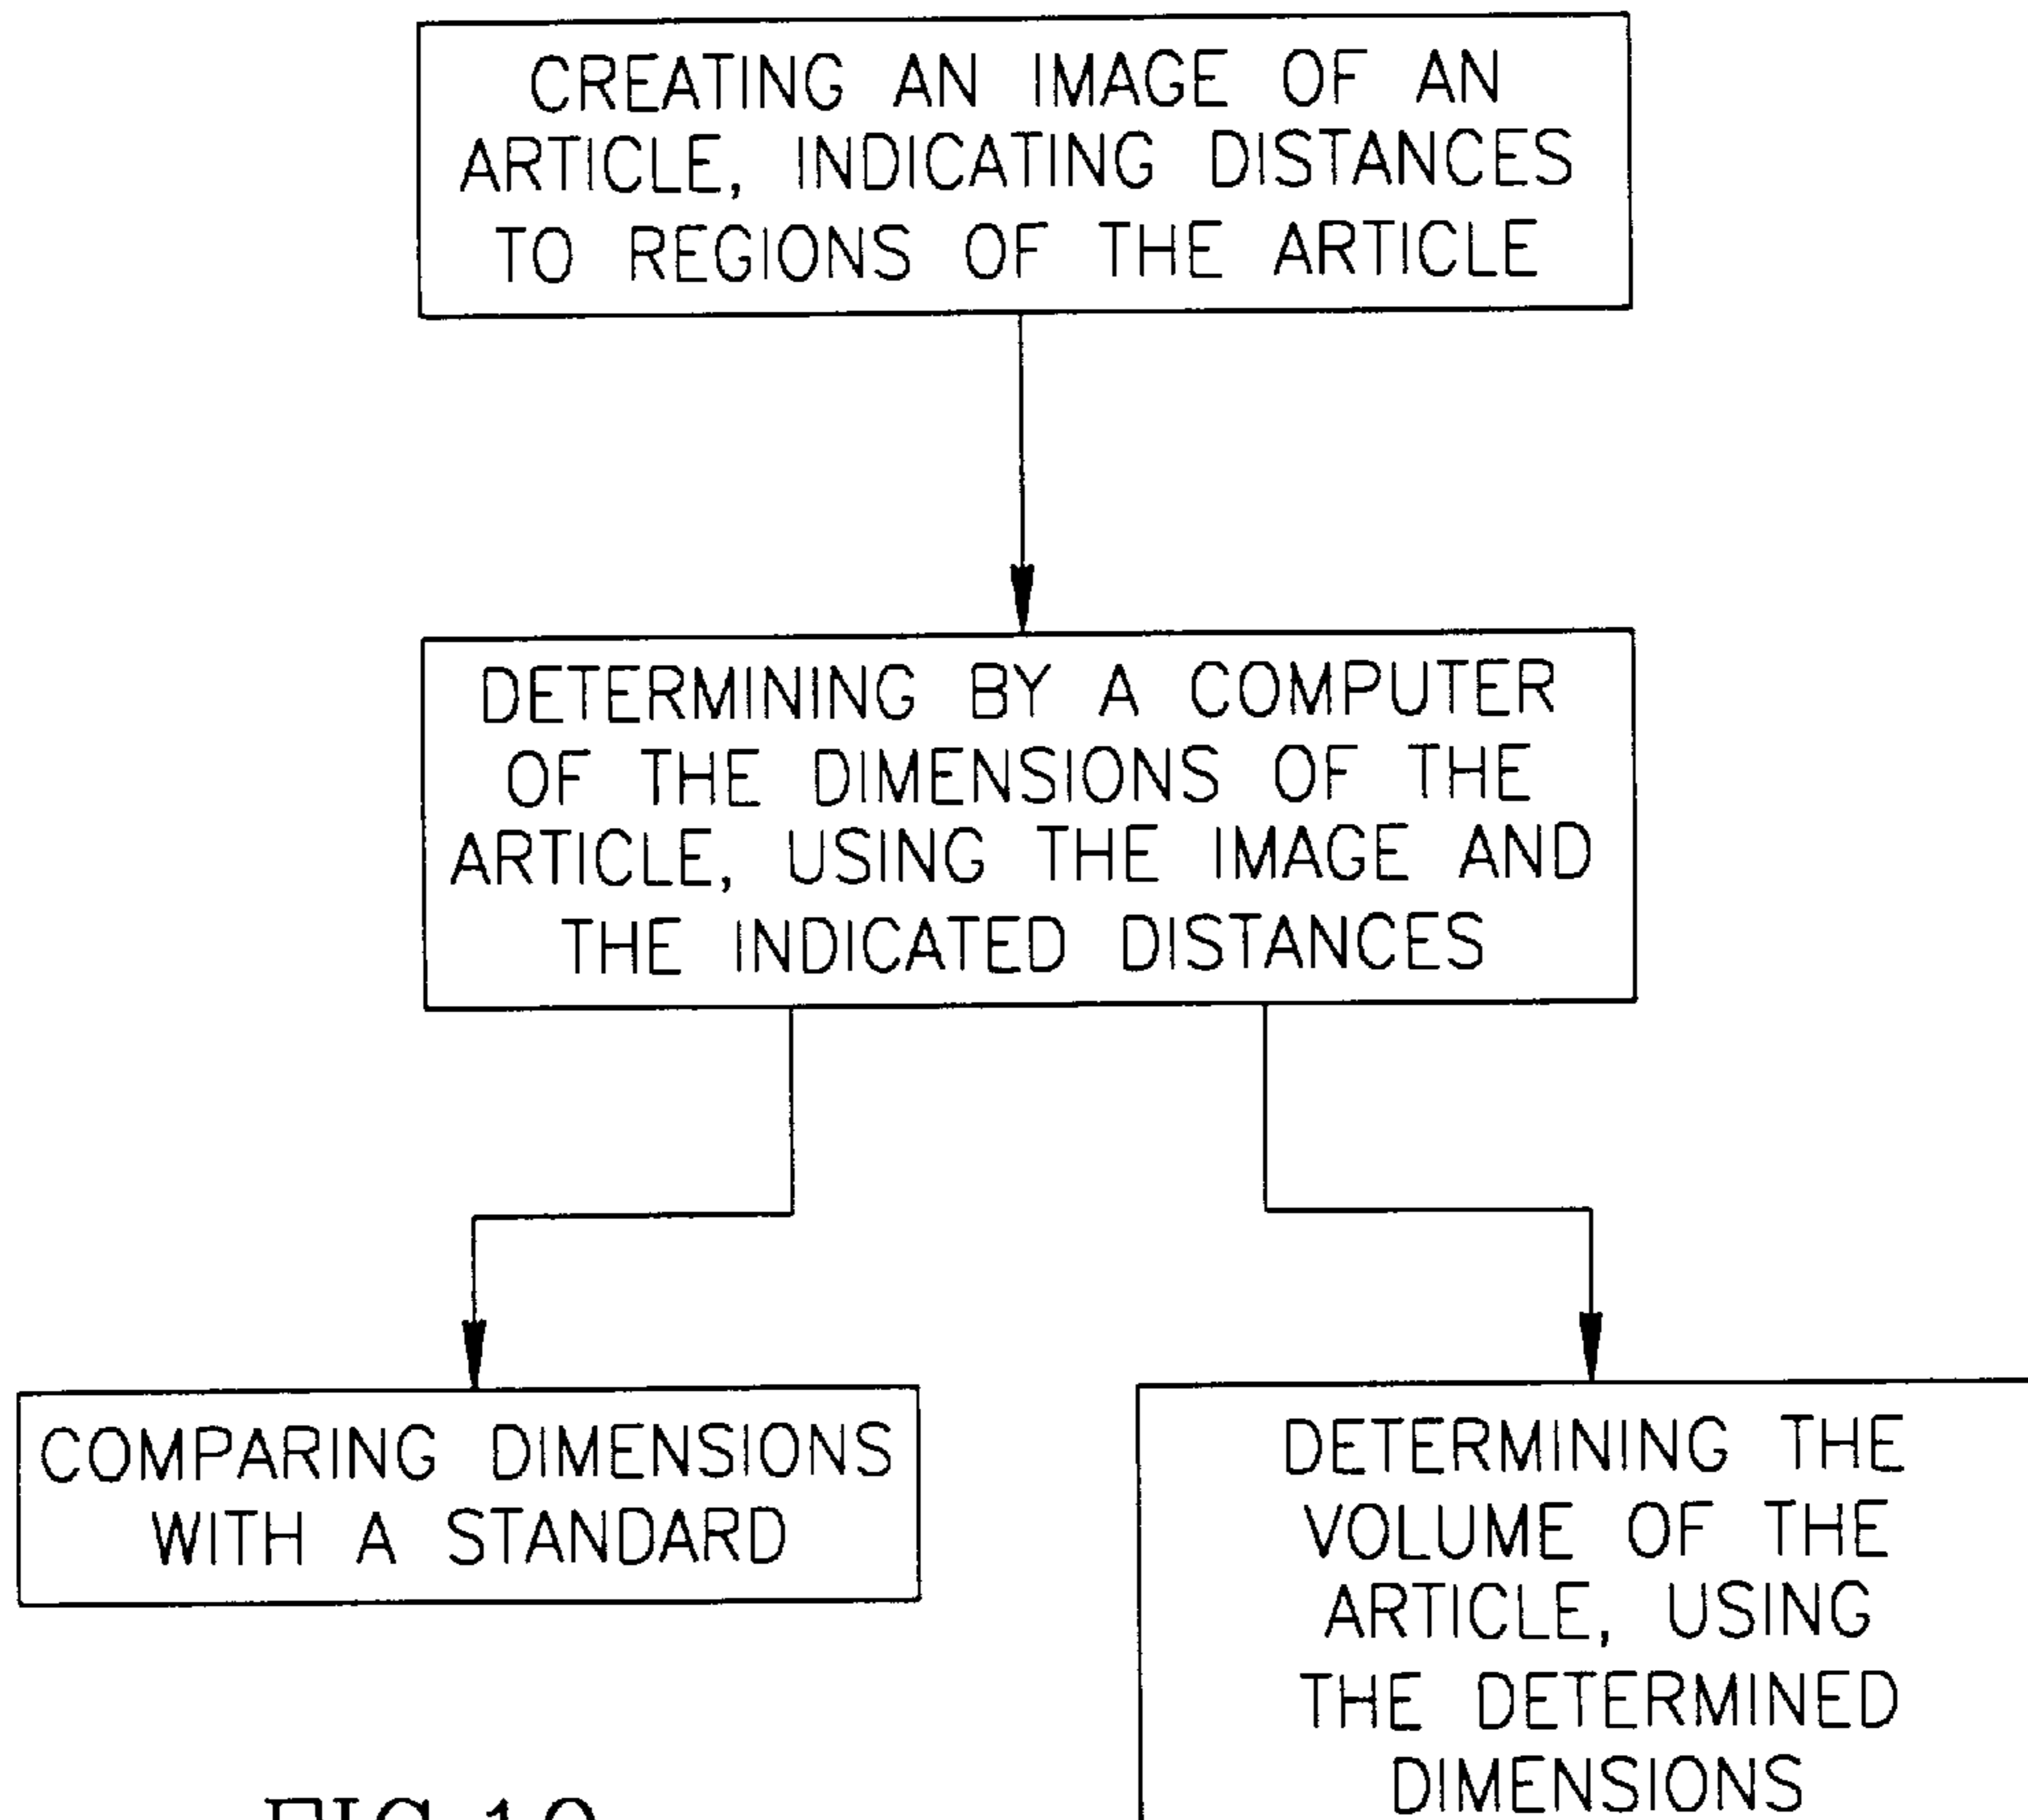 CREATING AN IMAGE OF AN
ARTICLE, INDICATING DISTANCES
TO REGIONS OF THE ARTICLE
DETERMINING BY A COMPUTER
OF THE DIMENSIONS OF THE
ARTICLE, USING THE IMAGE AND
THE INDICATED DISTANCES
COMPARING DIMENSIONS
WITH A STANDARD
DETERMINING THE
VOLUME OF THE
ARTICLE, USING
THE DETERMINED
DIMENSIONS